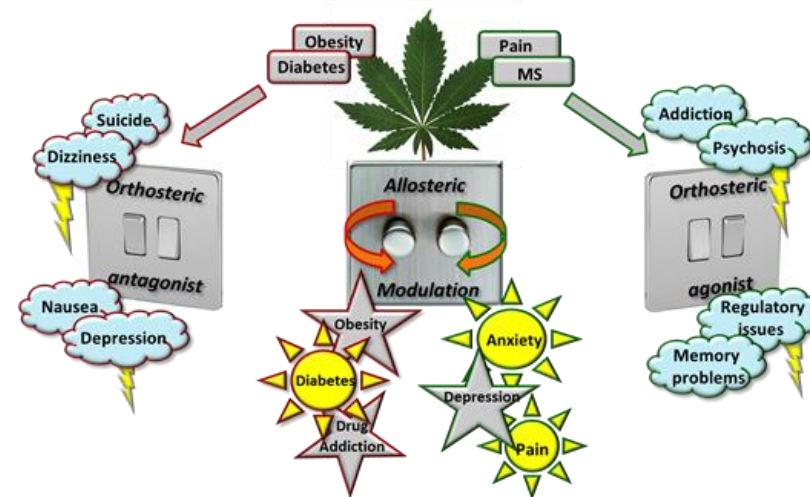 Obesity
Diabetes
Pain
MS
Suicide
Dizziness
Orthosteric
antagonist
Nausea
Depression
Allosteric
Modulation
Obesity
Diabetes
Drug
Addiction
Anxiety
Depression
Pain
Addiction
Psychosis
Orthosteric
agonist
Regulatory
issues
Memory
problems